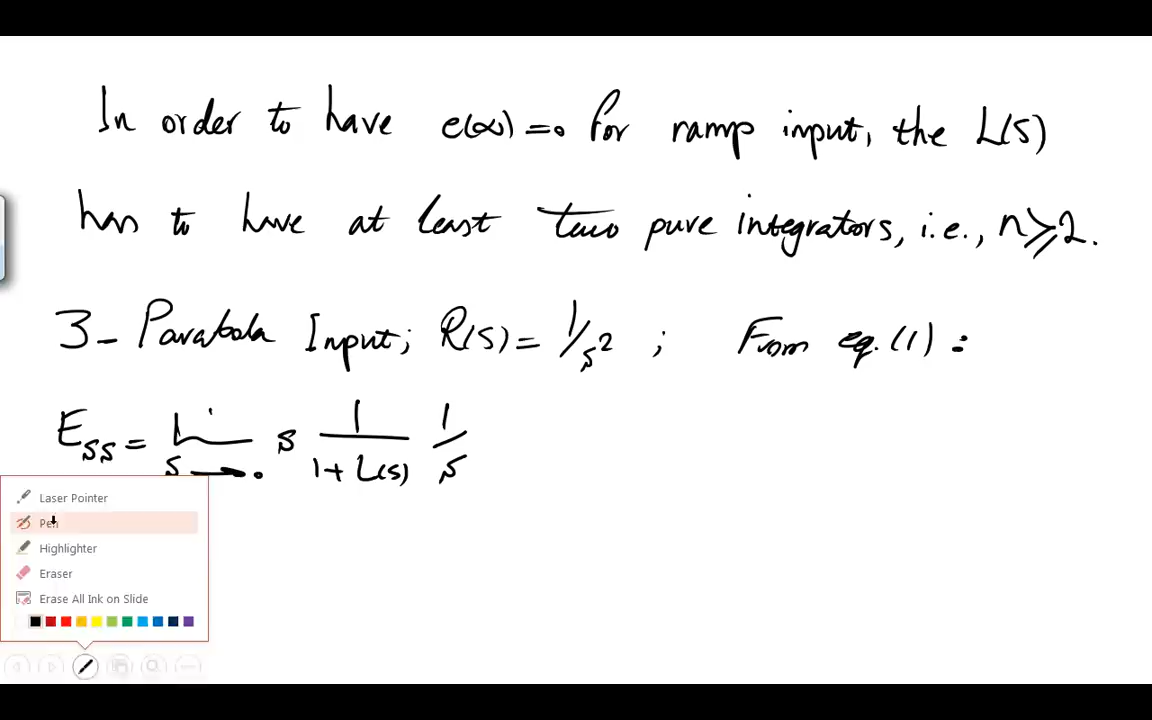 In order to have e(∞) = 0 for ramp input, the L(S)
has to have at least two pure integrators, i.e., n ⩾ 2.
3- Parabola Input; R(S) = 1/s² ; From eq. (1) :
Ess = lim s→0 s 1/(1+L(s)) 1/s
Laser Pointer
Pen
Highlighter
Eraser
Erase All Ink on Slide